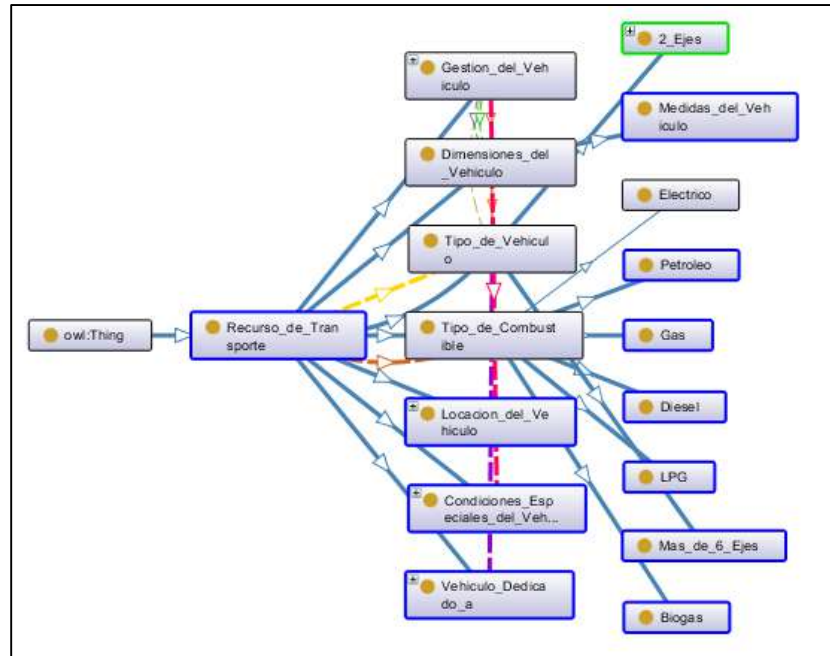 owl:Thing
Recurso_de_Tran
sporte
Gestion_del_Veh
iculo
Dimensiones_del
_Vehiculo
Tipo_de_Vehicul
o
Tipo_de_Combust
ible
Locacion_del_Ve
hiculo
Condiciones_Esp
eciales_del_Veh...
Vehiculo_Dedica
do_a
2_Ejes
Medidas_del_Veh
iculo
Electrico
Petroleo
Gas
Diesel
LPG
Mas_de_6_Ejes
Biogas